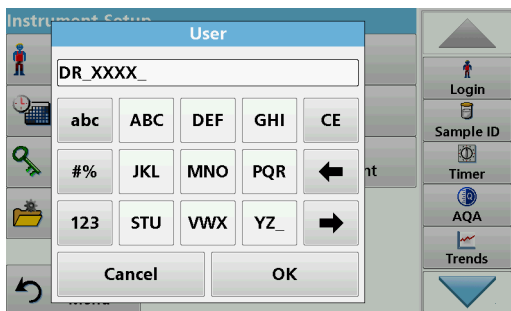 Instrument Setup
User
DR_XXXX_
abc ABC DEF GHI CE
#% JKL MNO PQR
123 STU VWX YZ_
Cancel OK
Menu
Login
Sample ID
Timer
AQA
Trends